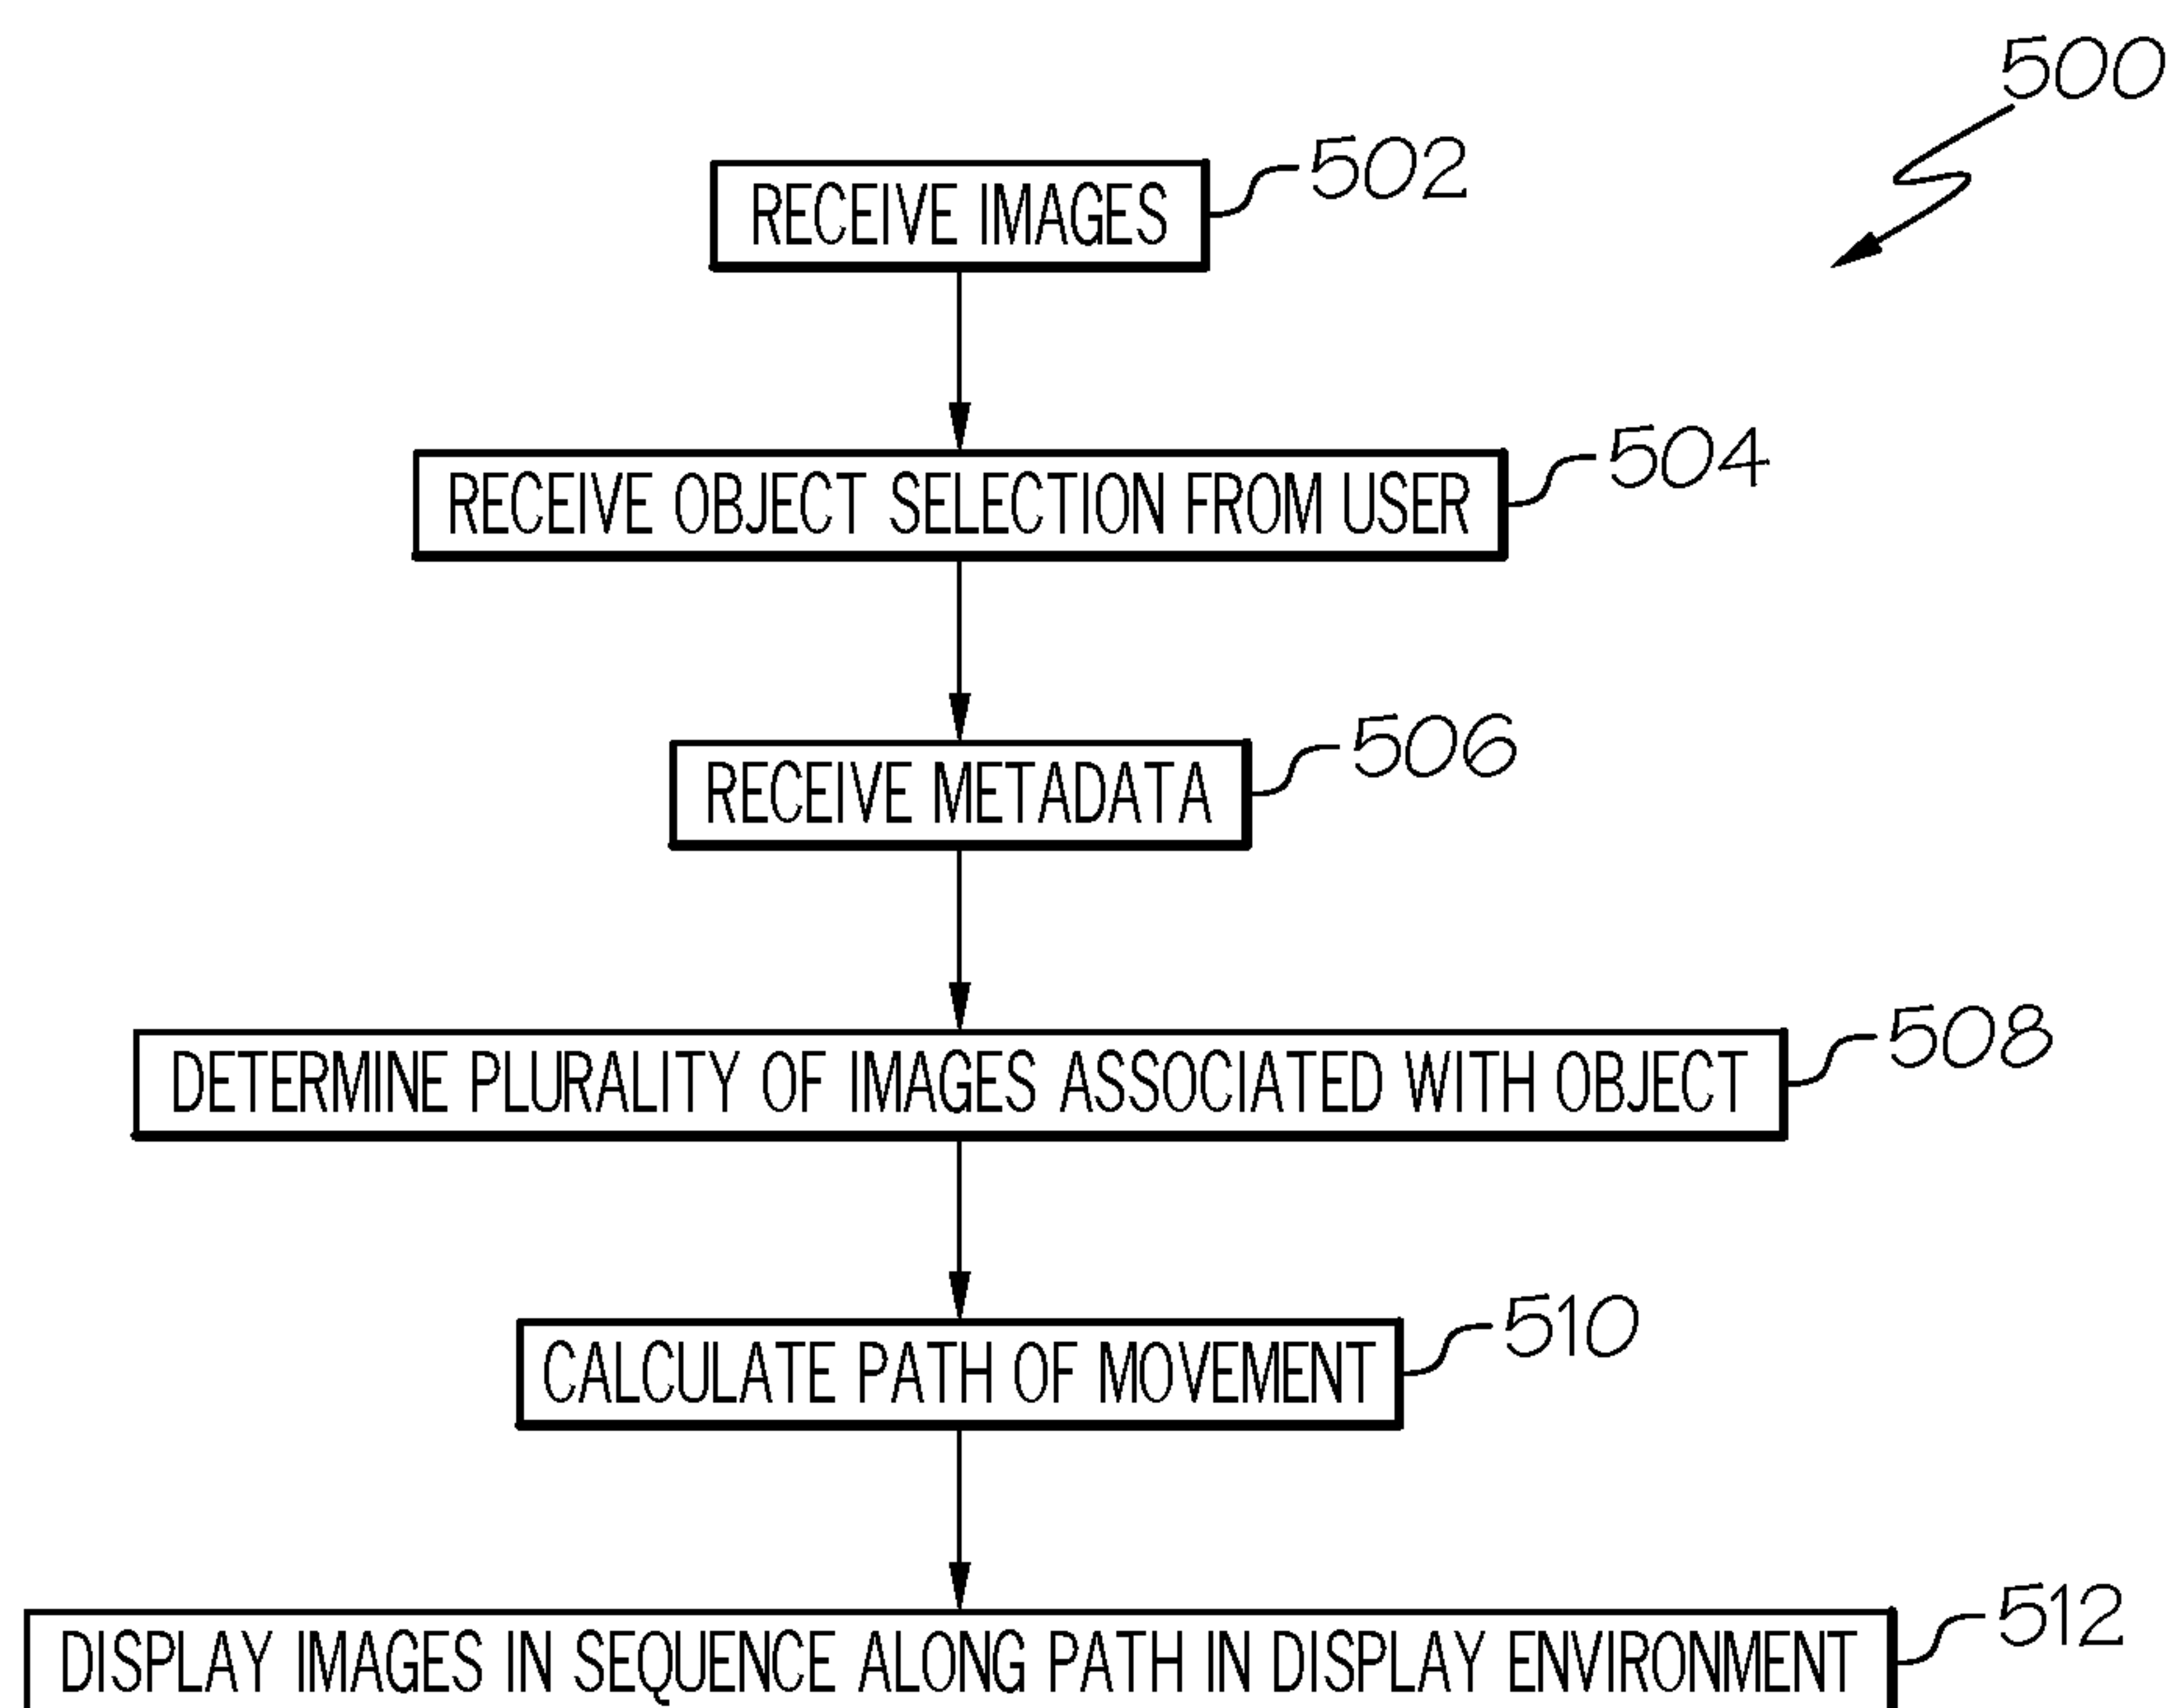 500
RECEIVE IMAGES
502
RECEIVE OBJECT SELECTION FROM USER
504
RECEIVE METADATA
506
DETERMINE PLURALITY OF IMAGES ASSOCIATED WITH OBJECT
508
CALCULATE PATH OF MOVEMENT
510
DISPLAY IMAGES IN SEQUENCE ALONG PATH IN DISPLAY ENVIRONMENT
512